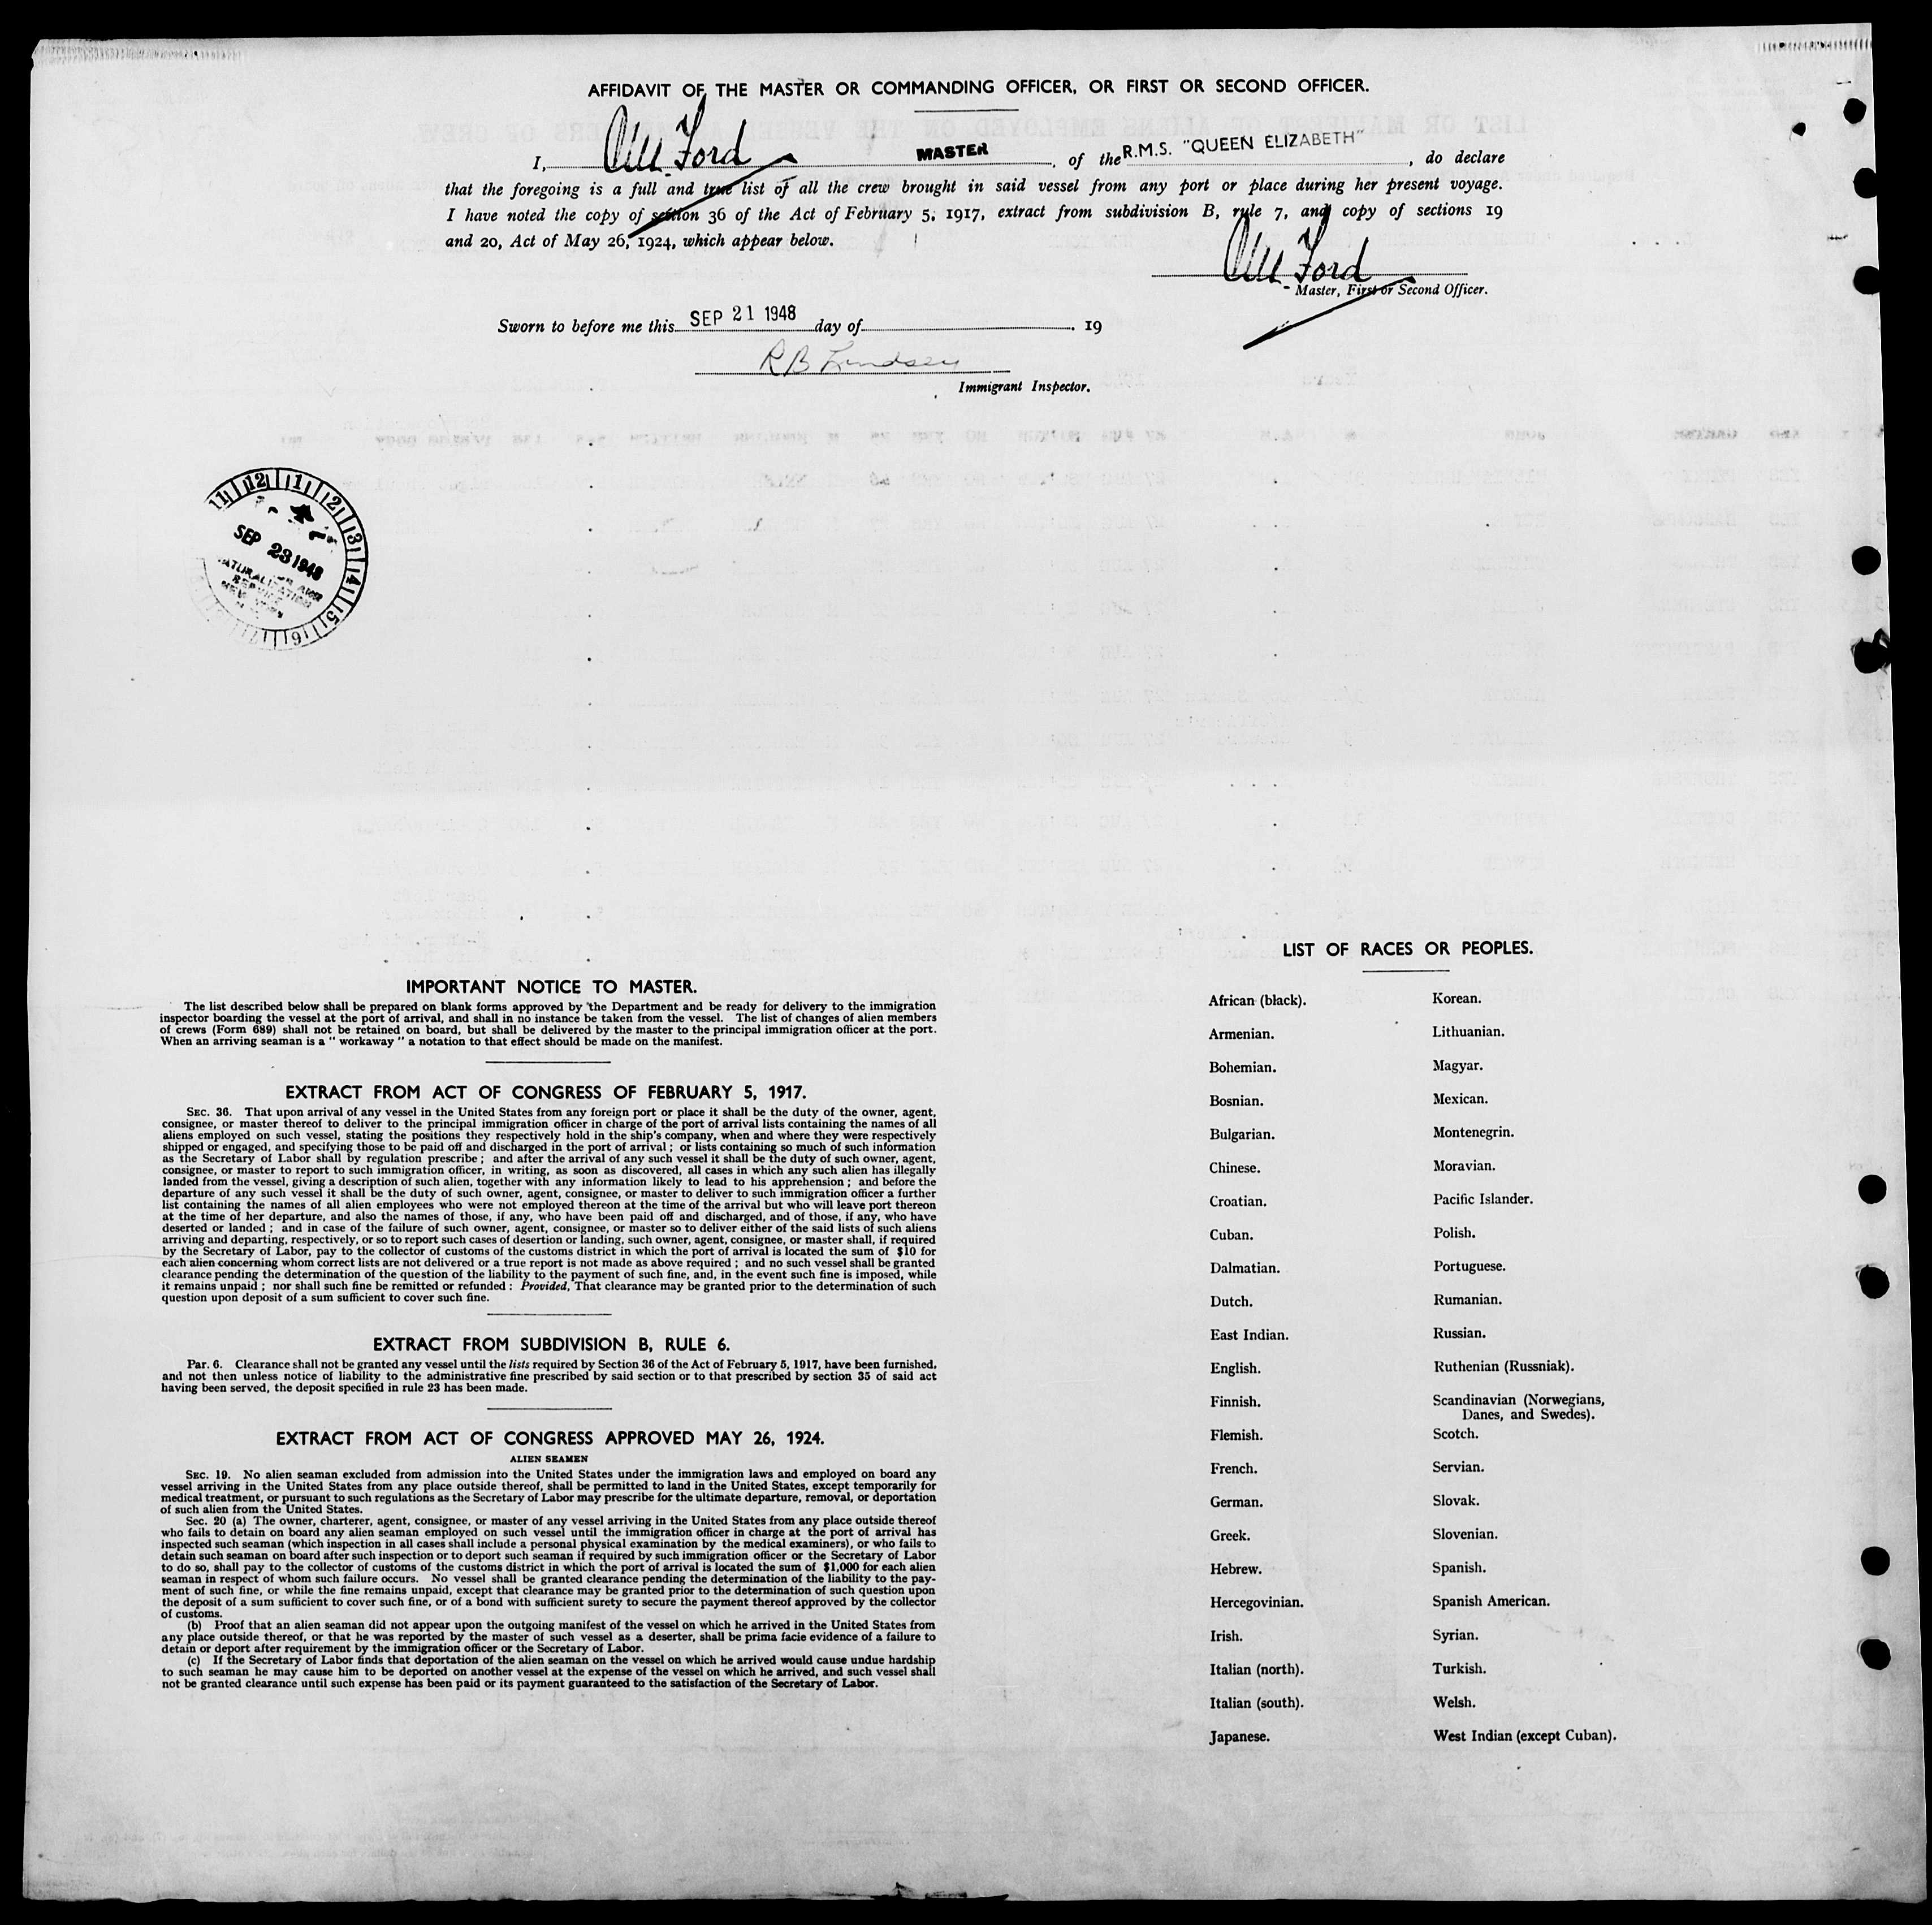 AFFIDAVIT OF THE MASTER OR COMMANDING OFFICER, OR FIRST OR SECOND OFFICER.
I, Ford MASTER, of the R.M.S. "QUEEN ELIZABETH", do declare
that the foregoing is a full and true list of all the crew brought in said vessel from any port or place during her present voyage.
I have noted the copy of section 36 of the Act of February 5, 1917, extract from subdivision B, rule 7, and copy of sections 19
and 20, Act of May 26, 1924, which appear below.
Ford
Master, First or Second Officer.
Sworn to before me this SEP 21 1948 day of 19
R B Lindsey
Immigrant Inspector.
11 12 1 2 3 4 5 6 7
SEP 23 1948
NATURALIZATION
SERVICE
NEW YORK
IMPORTANT NOTICE TO MASTER.
The list described below shall be prepared on blank forms approved by the Department and be ready for delivery to the immigration
inspector boarding the vessel at the port of arrival, and shall in no instance be taken from the vessel. The list of changes of alien members
of crews (Form 689) shall not be retained on board, but shall be delivered by the master to the principal immigration officer at the port.
When an arriving seaman is a " workaway " a notation to that effect should be made on the manifest.
EXTRACT FROM ACT OF CONGRESS OF FEBRUARY 5, 1917.
SEC. 36. That upon arrival of any vessel in the United States from any foreign port or place it shall be the duty of the owner, agent,
consignee, or master thereof to deliver to the principal immigration officer in charge of the port of arrival lists containing the names of all
aliens employed on such vessel, stating the positions they respectively hold in the ship's company, when and where they were respectively
shipped or engaged, and specifying those to be paid off and discharged in the port of arrival ; or lists containing so much of such information
as the Secretary of Labor shall by regulation prescribe ; and after the arrival of any such vessel it shall be the duty of such owner, agent,
consignee, or master to report to such immigration officer, in writing, as soon as discovered, all cases in which any such alien has illegally
landed from the vessel, giving a description of such alien, together with any information likely to lead to his apprehension ; and before the
departure of any such vessel it shall be the duty of such owner, agent, consignee, or master to deliver to such immigration officer a further
list containing the names of all alien employees who were not employed thereon at the time of the arrival but who will leave port thereon
at the time of her departure, and also the names of those, if any, who have been paid off and discharged, and of those, if any, who have
deserted or landed ; and in case of the failure of such owner, agent, consignee, or master so to deliver either of the said lists of such aliens
arriving and departing, respectively, or so to report such cases of desertion or landing, such owner, agent, consignee, or master shall, if required
by the Secretary of Labor, pay to the collector of customs of the customs district in which the port of arrival is located the sum of $10 for
each alien concerning whom correct lists are not delivered or a true report is not made as above required ; and no such vessel shall be granted
clearance pending the determination of the question of the liability to the payment of such fine, and, in the event such fine is imposed, while
it remains unpaid ; nor shall such fine be remitted or refunded : Provided, That clearance may be granted prior to the determination of such
question upon deposit of a sum sufficient to cover such fine.
EXTRACT FROM SUBDIVISION B, RULE 6.
Par. 6. Clearance shall not be granted any vessel until the lists required by Section 36 of the Act of February 5, 1917, have been furnished,
and not then unless notice of liability to the administrative fine prescribed by said section or to that prescribed by section 35 of said act
having been served, the deposit specified in rule 23 has been made.
EXTRACT FROM ACT OF CONGRESS APPROVED MAY 26, 1924.
ALIEN SEAMEN
SEC. 19. No alien seaman excluded from admission into the United States under the immigration laws and employed on board any
vessel arriving in the United States from any place outside thereof, shall be permitted to land in the United States, except temporarily for
medical treatment, or pursuant to such regulations as the Secretary of Labor may prescribe for the ultimate departure, removal, or deportation
of such alien from the United States.
Sec. 20 (a) The owner, charterer, agent, consignee, or master of any vessel arriving in the United States from any place outside thereof
who fails to detain on board any alien seaman employed on such vessel until the immigration officer in charge at the port of arrival has
inspected such seaman (which inspection in all cases shall include a personal physical examination by the medical examiners), or who fails to
detain such seaman on board after such inspection or to deport such seaman if required by such immigration officer or the Secretary of Labor
to do so, shall pay to the collector of customs of the customs district in which the port of arrival is located the sum of $1,000 for each alien
seaman in respect of whom such failure occurs. No vessel shall be granted clearance pending the determination of the liability to the pay-
ment of such fine, or while the fine remains unpaid, except that clearance may be granted prior to the determination of such question upon
the deposit of a sum sufficient to cover such fine, or of a bond with sufficient surety to secure the payment thereof approved by the collector
of customs.
(b) Proof that an alien seaman did not appear upon the outgoing manifest of the vessel on which he arrived in the United States from
any place outside thereof, or that he was reported by the master of such vessel as a deserter, shall be prima facie evidence of a failure to
detain or deport after requirement by the immigration officer or the Secretary of Labor.
(c) If the Secretary of Labor finds that deportation of the alien seaman on the vessel on which he arrived would cause undue hardship
to such seaman he may cause him to be deported on another vessel at the expense of the vessel on which he arrived, and such vessel shall
not be granted clearance until such expense has been paid or its payment guaranteed to the satisfaction of the Secretary of Labor.
LIST OF RACES OR PEOPLES.
African (black).
Armenian.
Bohemian.
Bosnian.
Bulgarian.
Chinese.
Croatian.
Cuban.
Dalmatian.
Dutch.
East Indian.
English.
Finnish.
Flemish.
French.
German.
Greek.
Hebrew.
Hercegovinian.
Irish.
Italian (north).
Italian (south).
Japanese.
Korean.
Lithuanian.
Magyar.
Mexican.
Montenegrin.
Moravian.
Pacific Islander.
Polish.
Portuguese.
Rumanian.
Russian.
Ruthenian (Russniak).
Scandinavian (Norwegians,
Danes, and Swedes).
Scotch.
Servian.
Slovak.
Slovenian.
Spanish.
Spanish American.
Syrian.
Turkish.
Welsh.
West Indian (except Cuban).